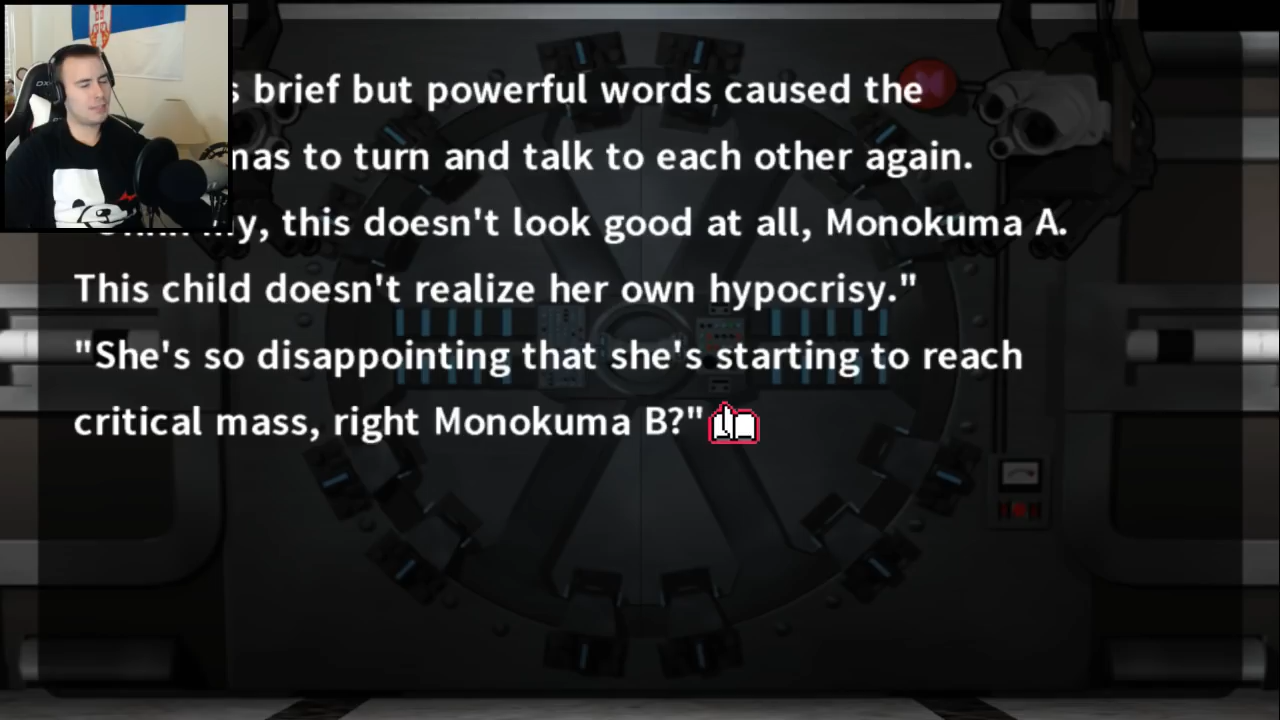 brief but powerful words caused the
to turn and talk to each other again.
this doesn't look good at all, Monokuma A.
This child doesn't realize her own hypocrisy."
"She's so disappointing that she's starting to reach
critical mass, right Monokuma B?"